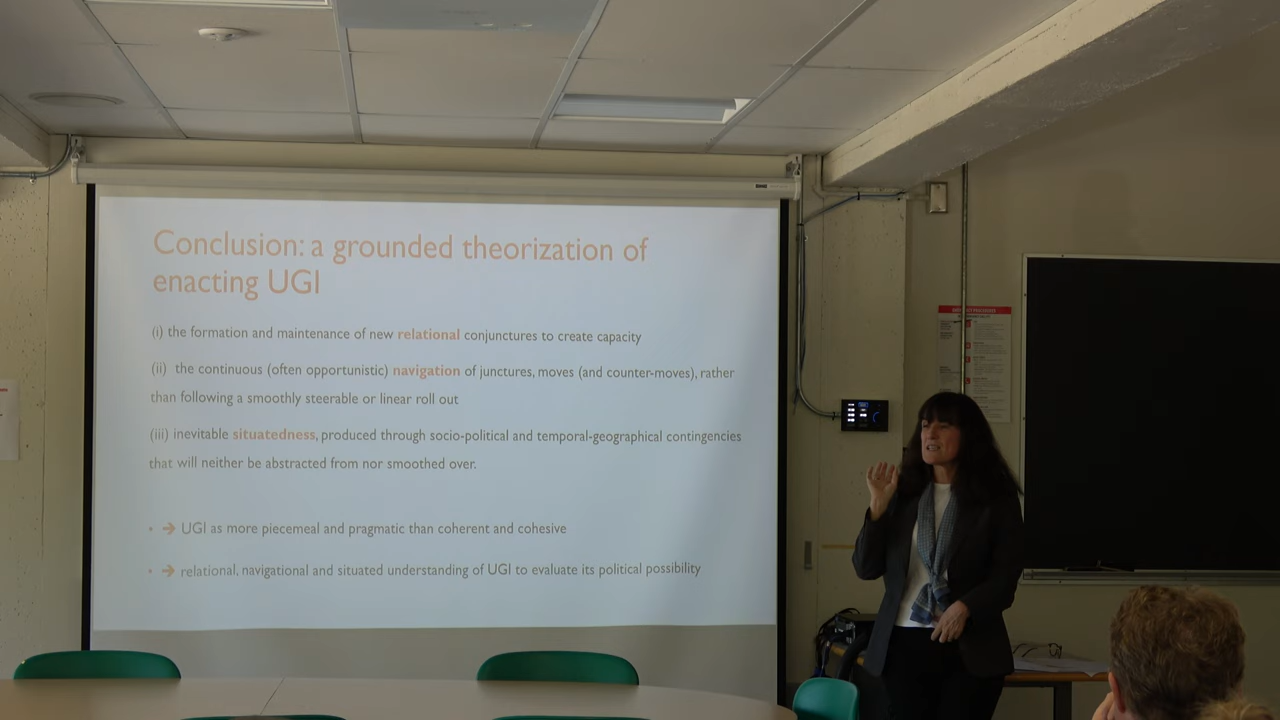 Conclusion: a grounded theorization of
enacting UGI
(i) the formation and maintenance of new relational conjunctures to create capacity
(ii) the continuous (often opportunistic) navigation of junctures, moves (and counter-moves), rather
than following a smoothly steerable or linear roll out
(iii) inevitable situatedness, produced through socio-political and temporal-geographical contingencies
that will neither be abstracted from nor smoothed over.
• → UGI as more piecemeal and pragmatic than coherent and cohesive
• → relational, navigational and situated understanding of UGI to evaluate its political possibility